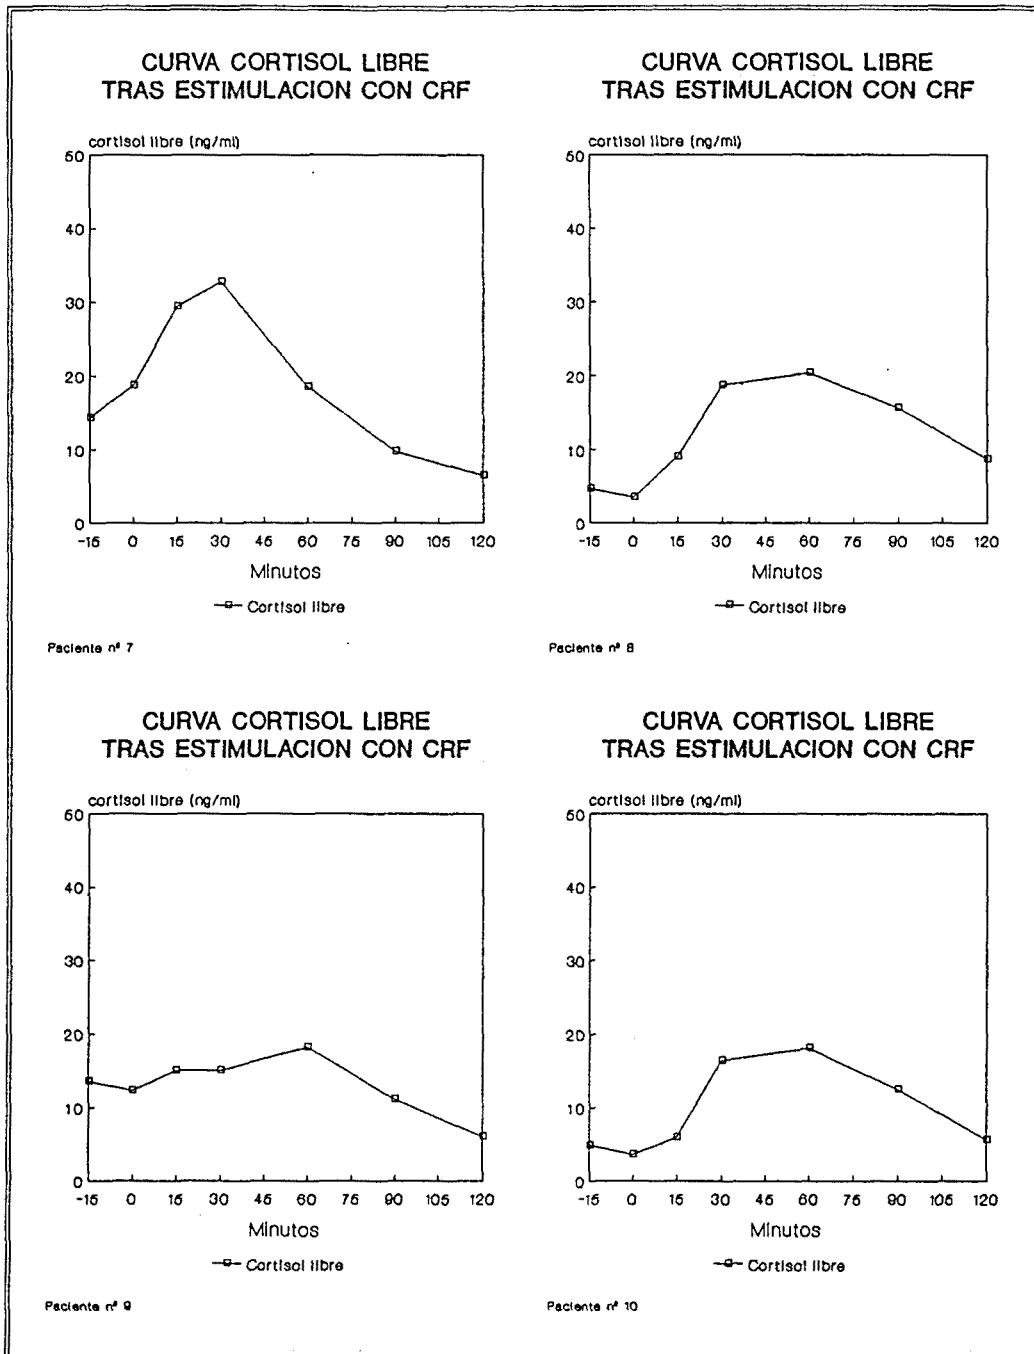 CURVA CORTISOL LIBRE
TRAS ESTIMULACION CON CRF
cortisol libre (ng/ml)
50
40
30
20
10
0
-15 0 15 30 45 60 75 90 105 120
Minutos
Cortisol libre
Paciente nº 7
CURVA CORTISOL LIBRE
TRAS ESTIMULACION CON CRF
cortisol libre (ng/ml)
50
40
30
20
10
0
-15 0 15 30 45 60 75 90 105 120
Minutos
Cortisol libre
Paciente nº 8
CURVA CORTISOL LIBRE
TRAS ESTIMULACION CON CRF
cortisol libre (ng/ml)
50
40
30
20
10
0
-15 0 15 30 45 60 75 90 105 120
Minutos
Cortisol libre
Paciente nº 9
CURVA CORTISOL LIBRE
TRAS ESTIMULACION CON CRF
cortisol libre (ng/ml)
50
40
30
20
10
0
-15 0 15 30 45 60 75 90 105 120
Minutos
Cortisol libre
Paciente nº 10